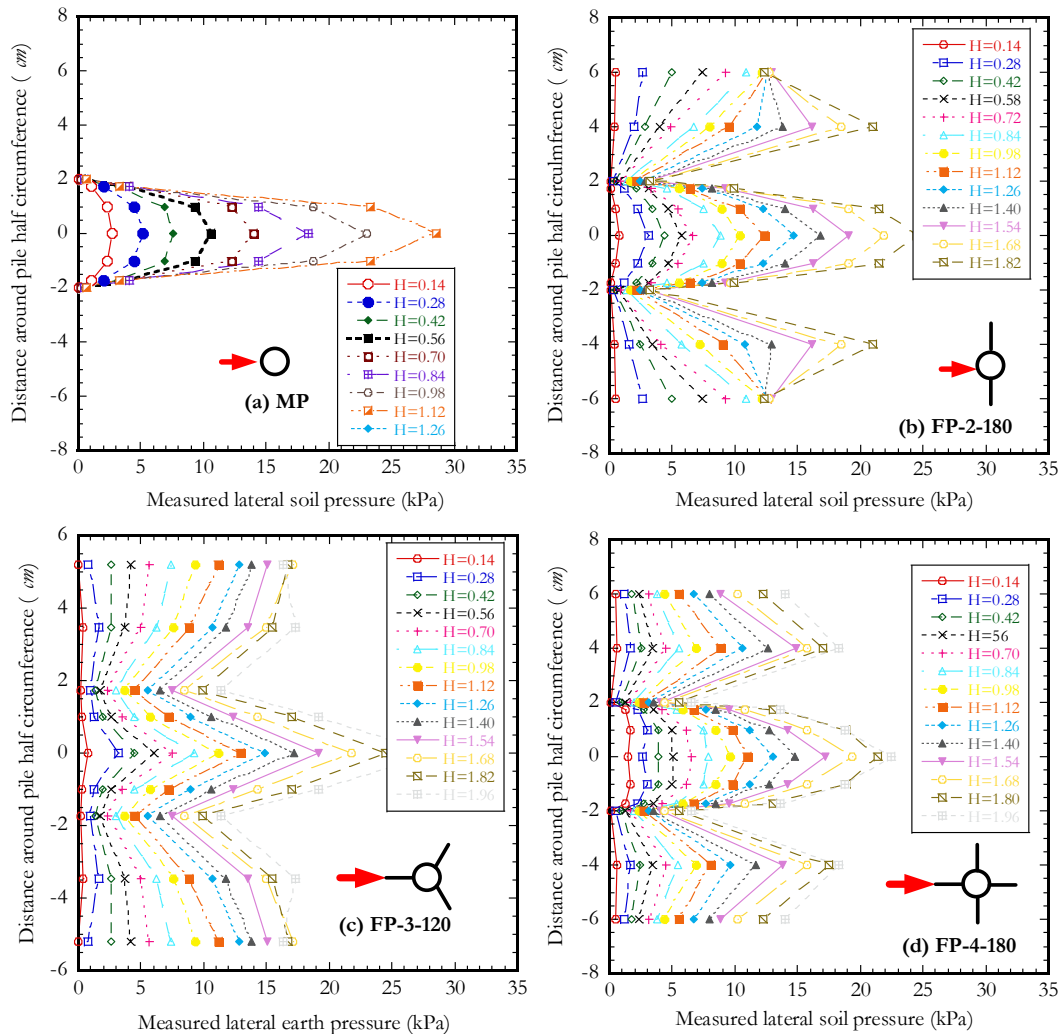 8
6
4
2
0
-2
-4
-6
-8
Distance around pile half circumference ( cm)
H=0.14
H=0.28
H=0.42
H=0.56
H=0.70
H=0.84
H=0.98
H=1.12
H=1.26
(a) MP
0 5 10 15 20 25 30 35
Measured lateral soil pressure (kPa)
8
6
4
2
0
-2
-4
-6
-8
Distance around pile half circulmfrence ( cm)
H=0.14
H=0.28
H=0.42
H=0.58
H=0.72
H=0.84
H=0.98
H=1.12
H=1.26
H=1.40
H=1.54
H=1.68
H=1.82
(b) FP-2-180
0 5 10 15 20 25 30 35
Measured lateral soil pressure (kPa)
6
4
2
0
-2
-4
-6
Distance around pile half circumference ( cm)
H=0.14
H=0.28
H=0.42
H=0.56
H=0.70
H=0.84
H=0.98
H=1.12
H=1.26
H=1.40
H=1.54
H=1.68
H=1.82
H=1.96
(c) FP-3-120
0 5 10 15 20 25 30 35
Measured lateral earth pressure (kPa)
8
6
4
2
0
-2
-4
-6
-8
Distance around pile half circumference ( cm)
H=0.14
H=0.28
H=0.42
H=56
H=0.70
H=0.84
H=0.98
H=1.12
H=1.26
H=1.40
H=1.54
H=1.68
H=1.80
H=1.96
(d) FP-4-180
0 5 10 15 20 25 30 35
Measured lateral soil pressure (kPa)